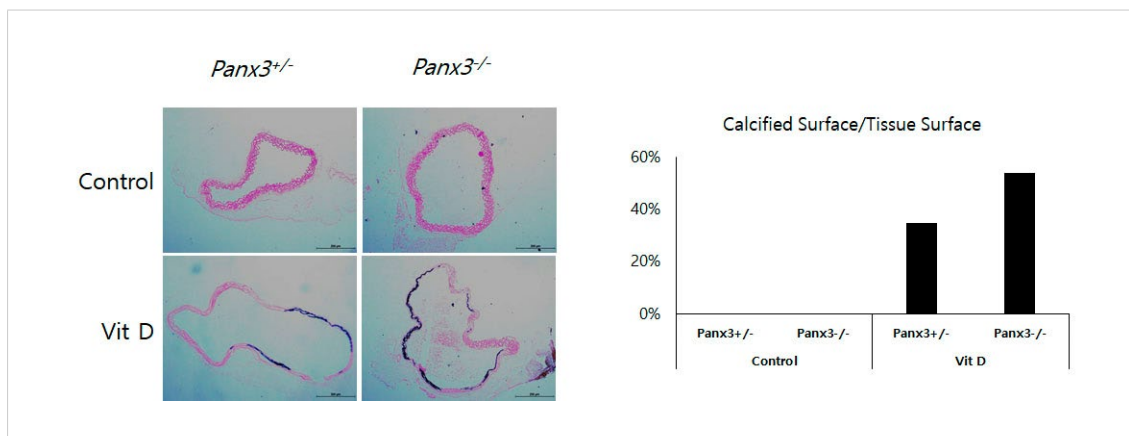 Panx3+/-
Panx3-/-
Control
Vit D
Calcified Surface/Tissue Surface
60%
40%
20%
0%
Panx3+/-
Panx3-/-
Panx3+/-
Panx3-/-
Control
Vit D